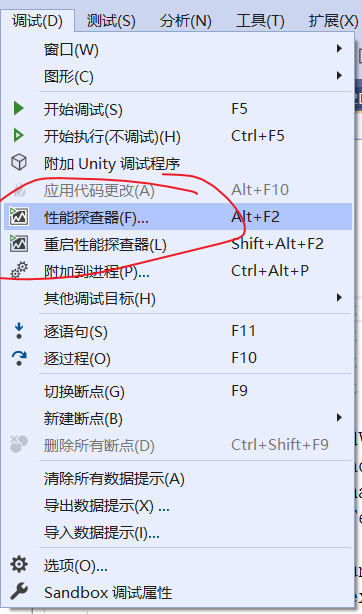 调试(D) 测试(S) 分析(N) 工具(T) 扩展(X)
窗口(W)
图形(C)
开始调试(S) F5
开始执行(不调试)(H) Ctrl+F5
附加 Unity 调试程序
应用代码更改(A) Alt+F10
性能探查器(F)... Alt+F2
重启性能探查器(L) Shift+Alt+F2
附加到进程(P)... Ctrl+Alt+P
其他调试目标(H)
逐语句(S) F11
逐过程(O) F10
切换断点(G) F9
新建断点(B)
删除所有断点(D) Ctrl+Shift+F9
清除所有数据提示(A)
导出数据提示(X) ...
导入数据提示(I)...
选项(O)...
Sandbox 调试属性